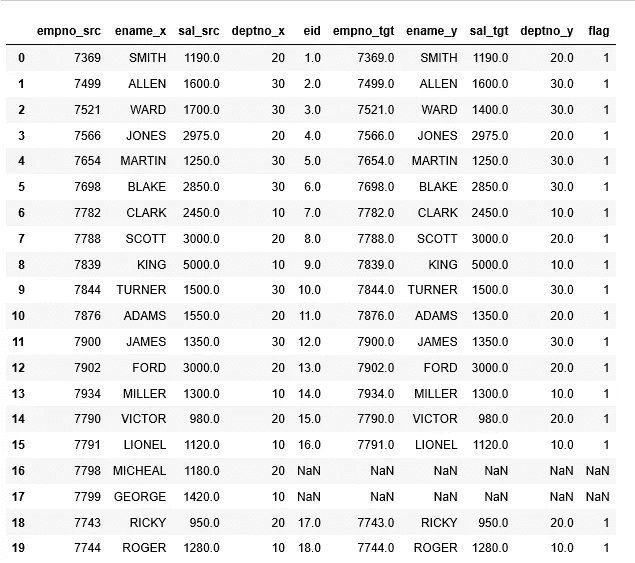 empno_src ename_x sal_src deptno_x eid empno_tgt ename_y sal_tgt deptno_y flag
0 7369 SMITH 1190.0 20 1.0 7369.0 SMITH 1190.0 20.0 1
1 7499 ALLEN 1600.0 30 2.0 7499.0 ALLEN 1600.0 30.0 1
2 7521 WARD 1700.0 30 3.0 7521.0 WARD 1400.0 30.0 1
3 7566 JONES 2975.0 20 4.0 7566.0 JONES 2975.0 20.0 1
4 7654 MARTIN 1250.0 30 5.0 7654.0 MARTIN 1250.0 30.0 1
5 7698 BLAKE 2850.0 30 6.0 7698.0 BLAKE 2850.0 30.0 1
6 7782 CLARK 2450.0 10 7.0 7782.0 CLARK 2450.0 10.0 1
7 7788 SCOTT 3000.0 20 8.0 7788.0 SCOTT 3000.0 20.0 1
8 7839 KING 5000.0 10 9.0 7839.0 KING 5000.0 10.0 1
9 7844 TURNER 1500.0 30 10.0 7844.0 TURNER 1500.0 30.0 1
10 7876 ADAMS 1550.0 20 11.0 7876.0 ADAMS 1350.0 20.0 1
11 7900 JAMES 1350.0 30 12.0 7900.0 JAMES 1350.0 30.0 1
12 7902 FORD 3000.0 20 13.0 7902.0 FORD 3000.0 20.0 1
13 7934 MILLER 1300.0 10 14.0 7934.0 MILLER 1300.0 10.0 1
14 7790 VICTOR 980.0 20 15.0 7790.0 VICTOR 980.0 20.0 1
15 7791 LIONEL 1120.0 10 16.0 7791.0 LIONEL 1120.0 10.0 1
16 7798 MICHEAL 1180.0 20 NaN NaN NaN NaN NaN NaN
17 7799 GEORGE 1420.0 10 NaN NaN NaN NaN NaN NaN
18 7743 RICKY 950.0 20 17.0 7743.0 RICKY 950.0 20.0 1
19 7744 ROGER 1280.0 10 18.0 7744.0 ROGER 1280.0 10.0 1